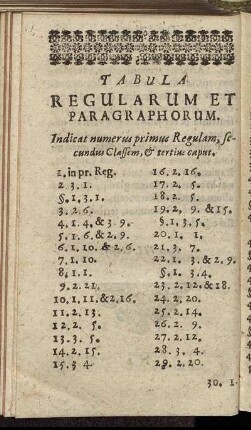 TABULA
REGULARUM ET
PARAGRAPHORUM.
Indicat numerus primus Regulam, se-
cundus Classem, & tertius caput.
1. in pr. Reg.
2. 3. 1.
§. 1. 3. 1.
3. 2. 6.
4. 1. 4. & 3. 9.
5. 1. 6. & 2. 9.
6. 1. 10. & 2. 6.
7. 1. 10.
8. 1. 1.
9. 2. 21.
10. 1. 11. & 2. 16.
11. 2. 13.
12. 2. 5.
13. 3. 5.
14. 2. 15.
15. 3. 4
16. 2. 16.
17. 2. 5.
18. 2. 5.
19. 2. 9. & 15.
§. 1. 3. 5.
20. 1. 1.
21. 3. 7.
22. 1. 3. & 2. 9.
§. 1. 3. 4.
23. 2. 12. & 18.
24. 2. 20.
25. 2. 14.
26. 2. 9.
27. 2. 12.
28. 3. 4.
29. 2. 20.
30. 1.